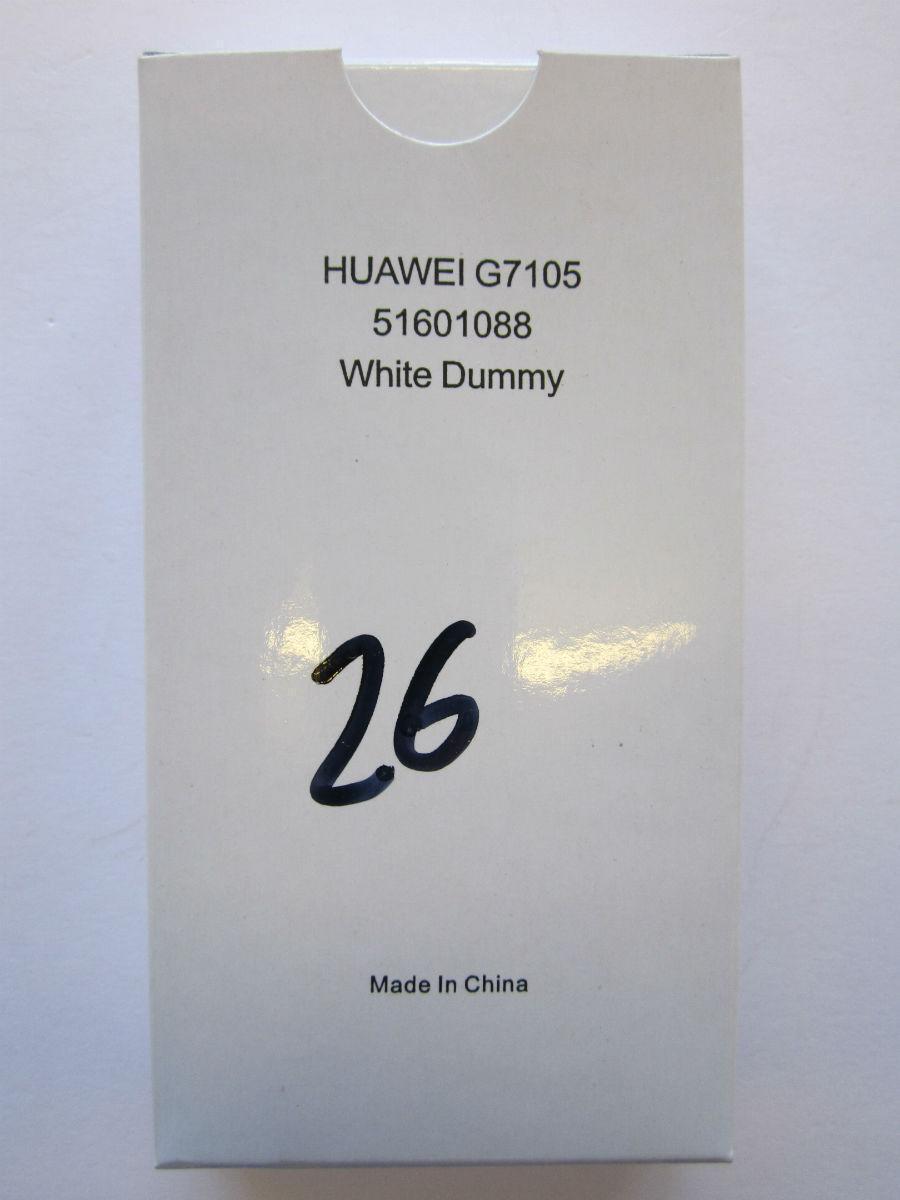 HUAWEI G7105
51601088
White Dummy
26
Made In China